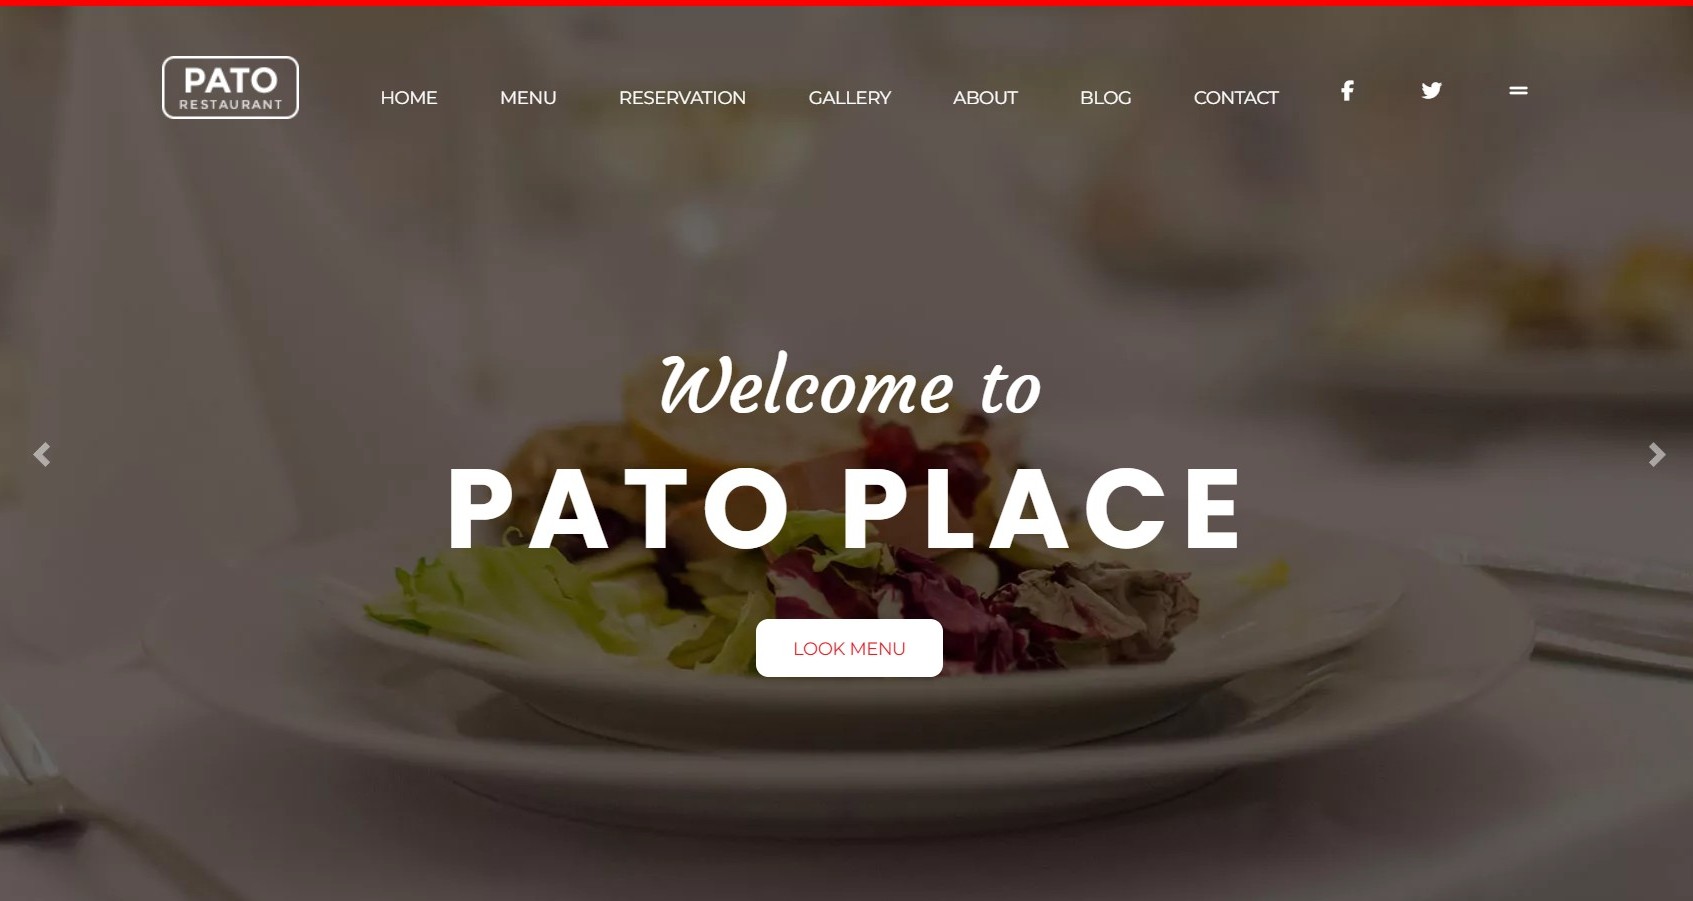 PATO
RESTAURANT
HOME MENU RESERVATION GALLERY ABOUT BLOG CONTACT
Welcome to
PATO PLACE
LOOK MENU